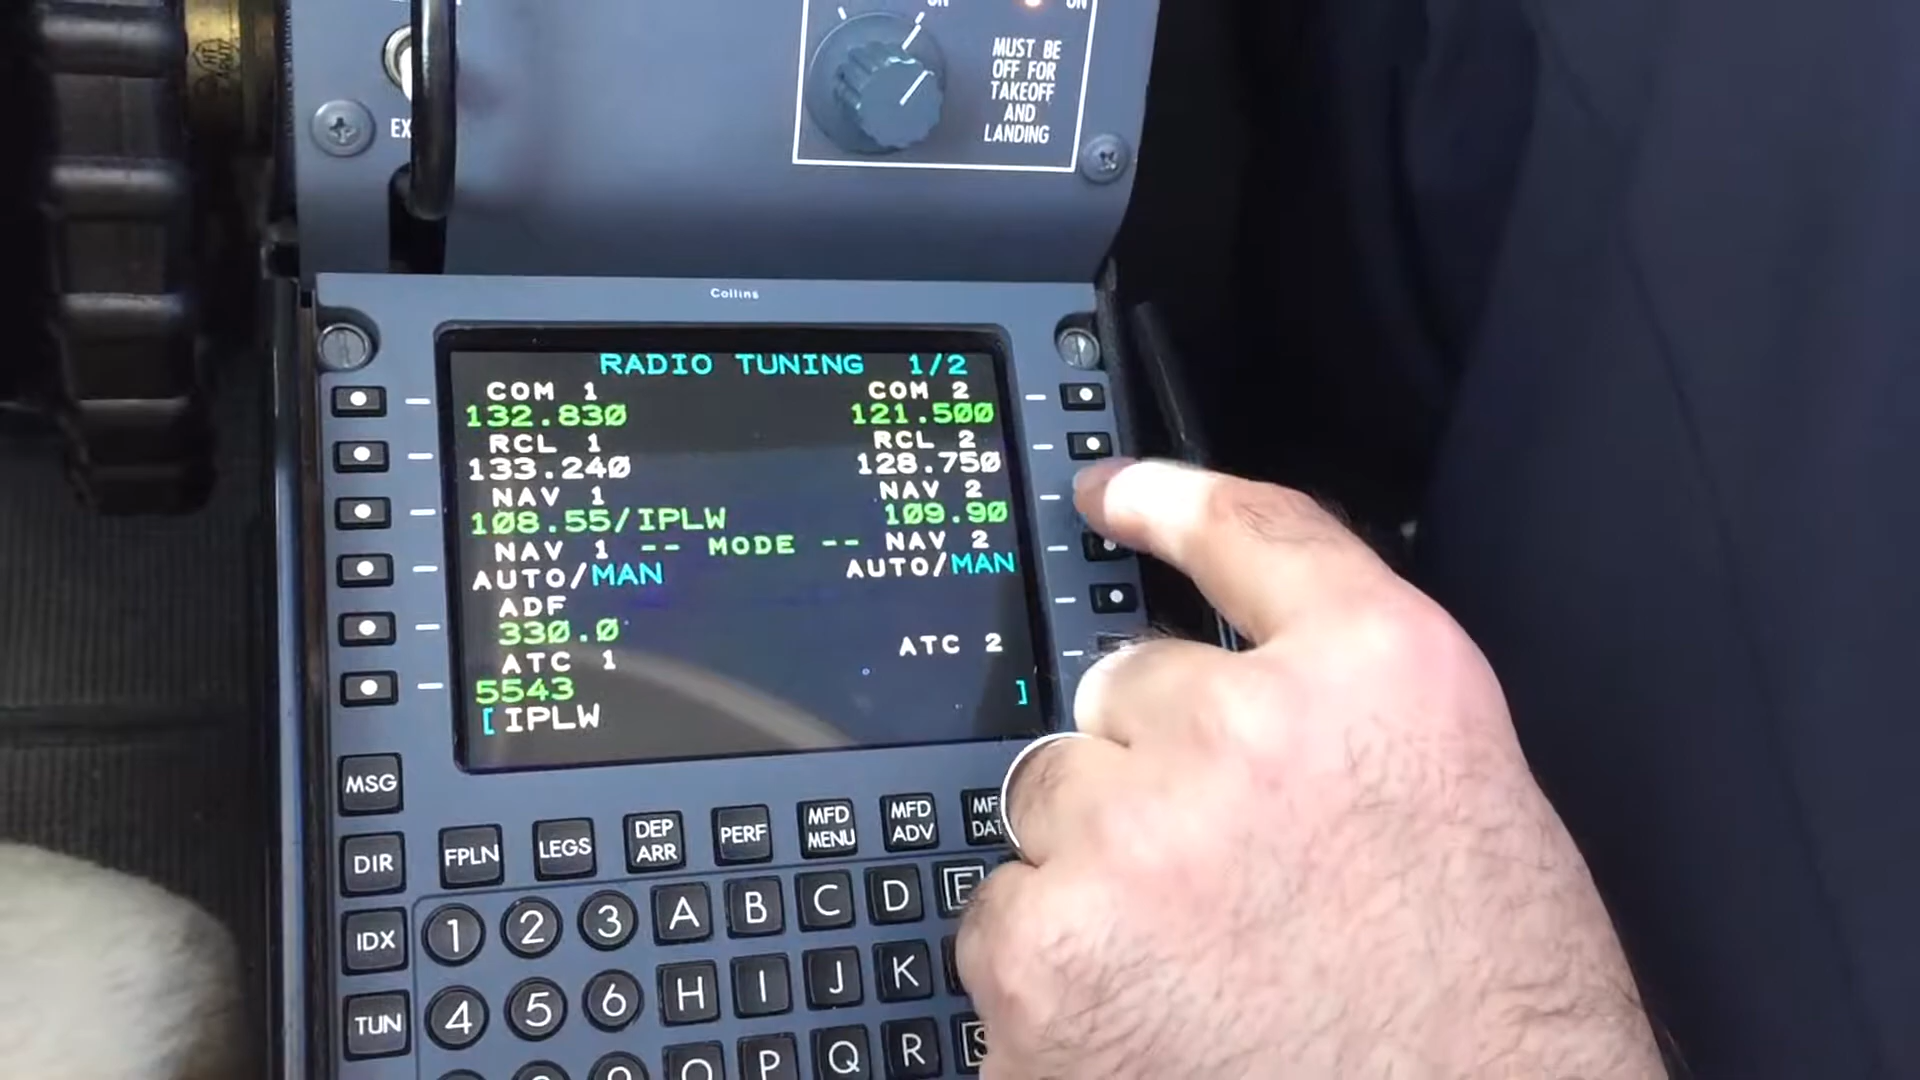 ON
ON
MUST BE
OFF FOR
TAKEOFF
AND
LANDING
EX
Collins
RADIO TUNING 1/2
COM 1 COM 2
132.830 121.500
RCL 1 RCL 2
133.240 128.750
NAV 1 NAV 2
108.55/IPLW 109.90
NAV 1 -- MODE -- NAV 2
AUTO/MAN AUTO/MAN
ADF
330.0
ATC 1 ATC 2
5543
[IPLW ]
MSG
DIR FPLN LEGS DEP ARR PERF MFD MENU MFD ADV
IDX 1 2 3 A B C D E
TUN 4 5 6 H I J K
P Q R S